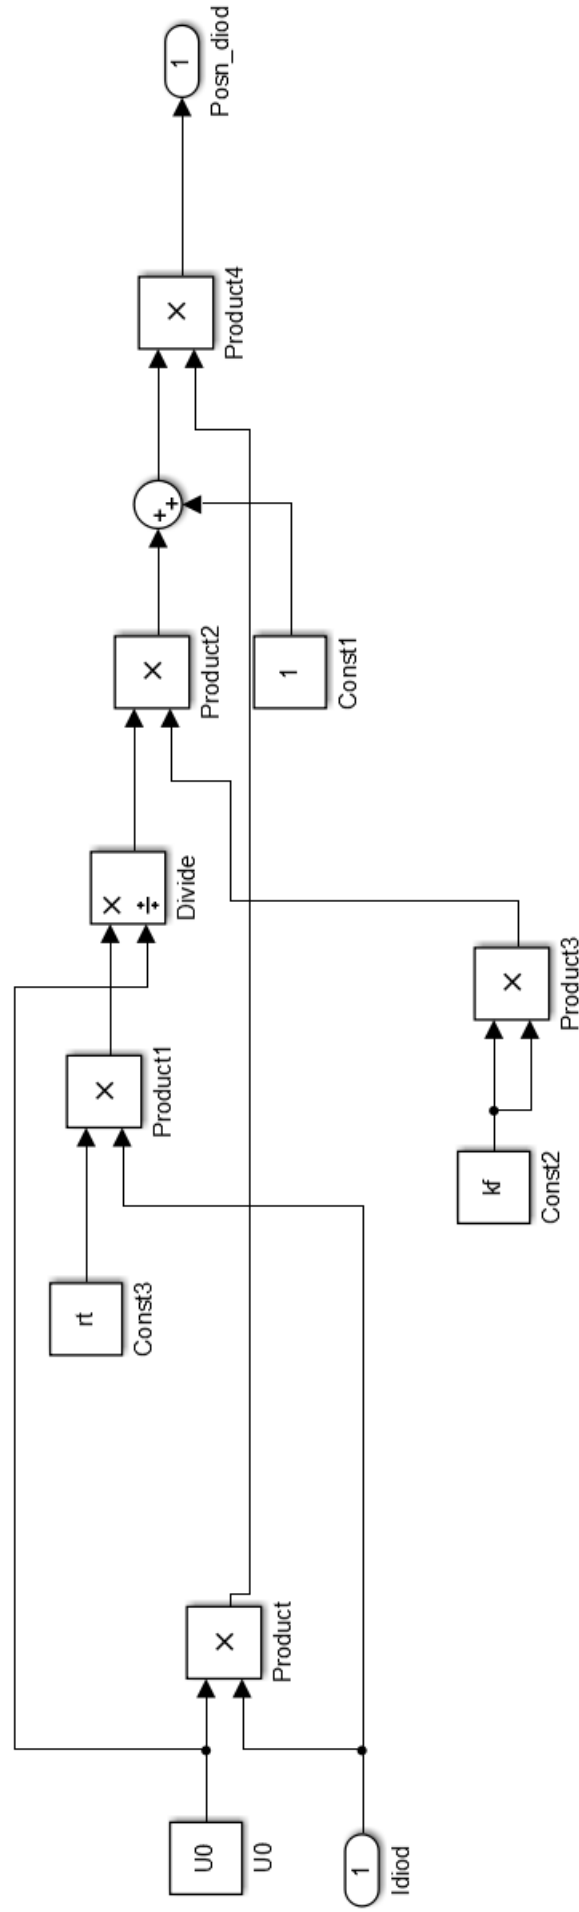 U0
U0
1
Idiod
×
Product
rt
Const3
×
Product1
kf
Const2
×
Product3
×
÷
Divide
×
Product2
1
Const1
+
+
×
Product4
1
Posn_diod